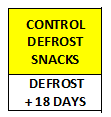 CONTROL
DEFROST
SNACKS
DEFROST
+ 18 DAYS